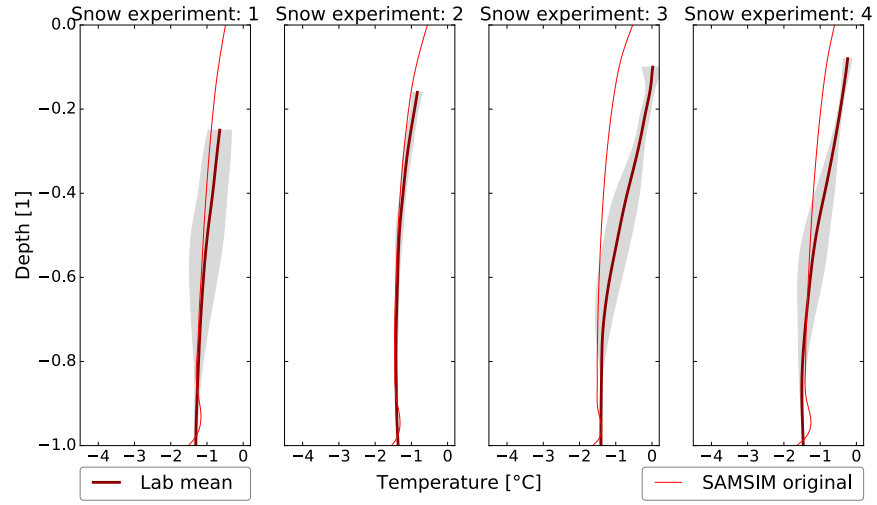 Snow experiment: 1 Snow experiment: 2 Snow experiment: 3 Snow experiment: 4
0.0
−0.2
−0.4
−0.6
−0.8
−1.0
Depth [1]
−4 −3 −2 −1 0 −4 −3 −2 −1 0 −4 −3 −2 −1 0 −4 −3 −2 −1 0
Lab mean Temperature [°C] SAMSIM original